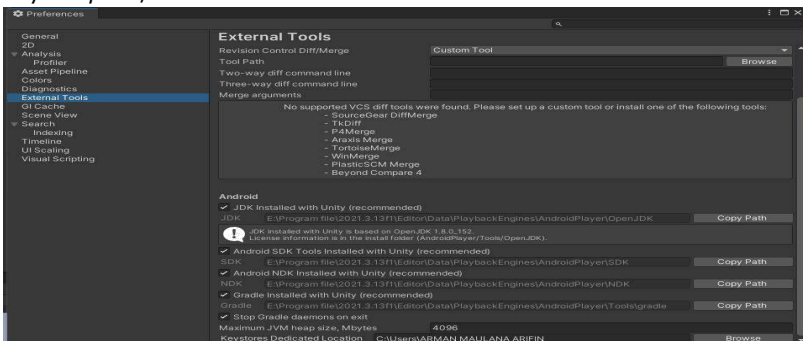 Preferences
General
2D
Analysis
Profiler
Asset Pipeline
Colors
Diagnostics
External Tools
GI Cache
Scene View
Search
Indexing
Timeline
UI Scaling
Visual Scripting
External Tools
Revision Control Diff/Merge Custom Tool
Tool Path Browse
Two-way diff command line
Three-way diff command line
Merge arguments
No supported VCS diff tools were found. Please set up a custom tool or install one of the following tools:
- SourceGear DiffMerge
- TkDiff
- P4Merge
- Araxis Merge
- TortoiseMerge
- WinMerge
- PlasticSCM Merge
- Beyond Compare 4
Android
JDK Installed with Unity (recommended)
JDK E:\Program file\2021.3.13f1\Editor\Data\PlaybackEngines\AndroidPlayer\OpenJDK Copy Path
JDK installed with Unity is based on OpenJDK 1.8.0_152.
License information is in the install folder (AndroidPlayer/Tools/OpenJDK).
Android SDK Tools Installed with Unity (recommended)
SDK E:\Program file\2021.3.13f1\Editor\Data\PlaybackEngines\AndroidPlayer\SDK Copy Path
Android NDK Installed with Unity (recommended)
NDK E:\Program file\2021.3.13f1\Editor\Data\PlaybackEngines\AndroidPlayer\NDK Copy Path
Gradle Installed with Unity (recommended)
Gradle E:\Program file\2021.3.13f1\Editor\Data\PlaybackEngines\AndroidPlayer\Tools\gradle Copy Path
Stop Gradle daemons on exit
Maximum JVM heap size, Mbytes 4096
Keystores Dedicated Location C:\Users\ARMAN MAULANA ARIFIN Browse